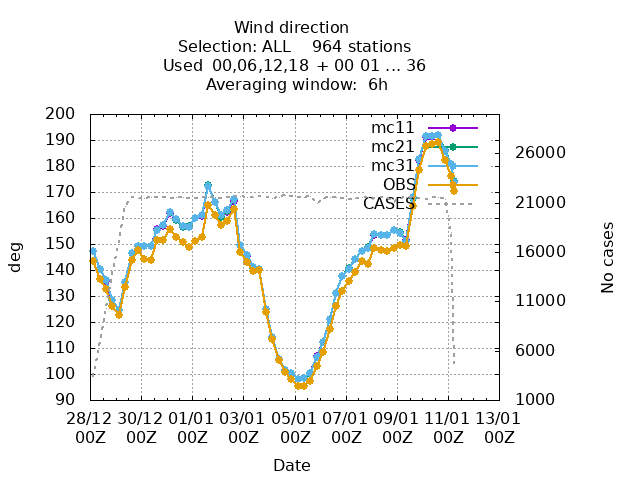 Wind direction
Selection: ALL    964 stations
Used  00,06,12,18  + 00 01 ... 36
Averaging window:  6h
200
190
180
170
160
150
140
130
120
110
100
90
deg
mc11
mc21
mc31
OBS
CASES
26000
21000
16000
11000
6000
1000
No cases
28/12 30/12 01/01 03/01 05/01 07/01 09/01 11/01 13/01
00Z 00Z 00Z 00Z 00Z 00Z 00Z 00Z 00Z
Date